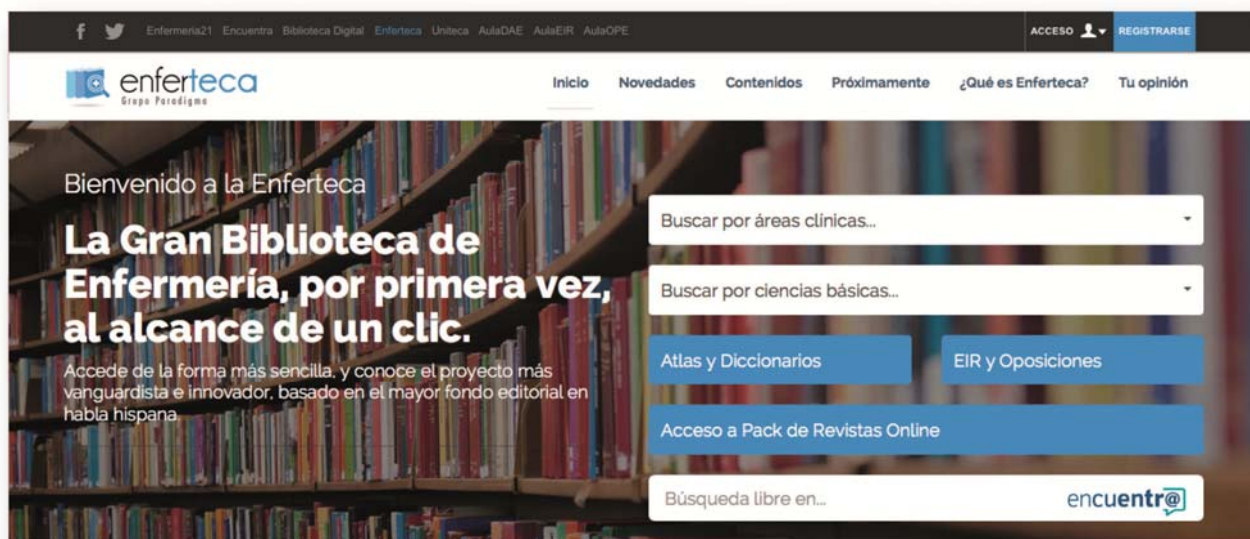 Enfermeria21 Encuentra Biblioteca Digital Enferteca Uniteca AulaDAE AulaEIR AulaOPE
ACCESO
REGISTRARSE
enferteca
Grupo Paradigma
Inicio Novedades Contenidos Próximamente ¿Qué es Enferteca? Tu opinión
Bienvenido a la Enferteca
La Gran Biblioteca de
Enfermería, por primera vez,
al alcance de un clic.
Accede de la forma más sencilla, y conoce el proyecto más
vanguardista e innovador, basado en el mayor fondo editorial en
habla hispana.
Buscar por áreas clínicas...
Buscar por ciencias básicas...
Atlas y Diccionarios
EIR y Oposiciones
Acceso a Pack de Revistas Online
Búsqueda libre en...
encuentr@